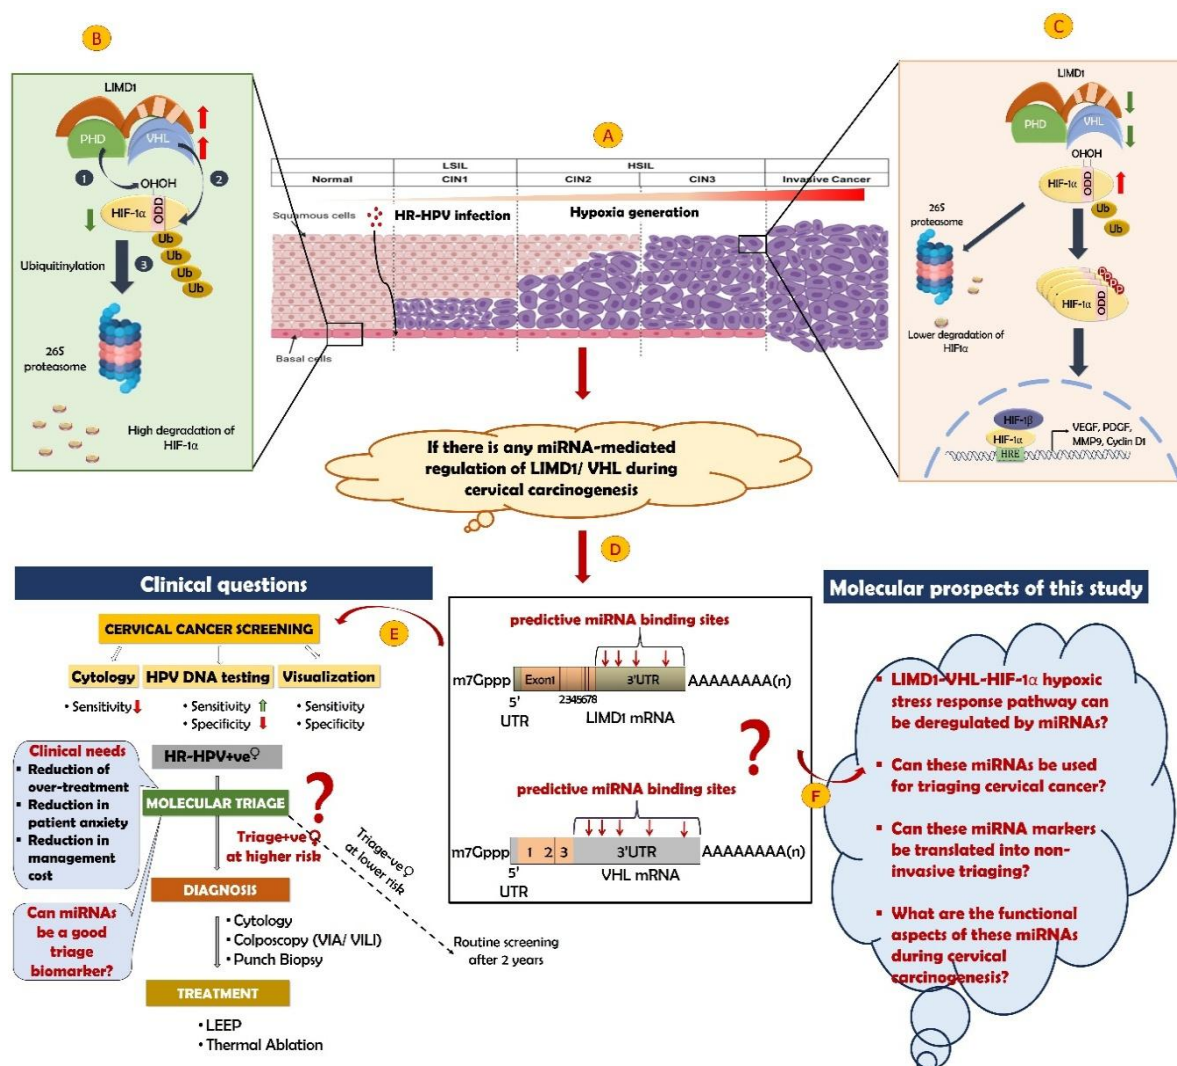 B
LIMD1
PHD
VHL
1
2
OHOH
HIF-1α
ODD
Ub
Ub
Ub
Ub
Ubiquitinylation
3
26S
proteasome
High degradation of
HIF-1α
A
LSIL
HSIL
Normal
CIN1
CIN2
CIN3
Invasive Cancer
Squamous cells
HR-HPV infection
Hypoxia generation
Basal cells
C
LIMD1
PHD
VHL
OHOH
HIF-1α
ODD
Ub
Ub
26S
proteasome
P
P
P
P
HIF-1α
ODD
Lower degradation of
HIF1α
HIF-1β
HIF-1α
HRE
VEGF, PDGF,
MMP9, Cyclin D1
If there is any miRNA-mediated
regulation of LIMD1/ VHL during
cervical carcinogenesis
D
Clinical questions
CERVICAL CANCER SCREENING
E
Cytology
HPV DNA testing
Visualization
• Sensitivity
• Sensitivity
• Specificity
• Sensitivity
• Specificity
HR-HPV+ve♀
Clinical needs
▪ Reduction of
over-treatment
▪ Reduction in
patient anxiety
▪ Reduction in
management
cost
MOLECULAR TRIAGE
?
Triage+ve♀
at higher risk
Triage-ve♀
at lower risk
Can miRNAs
be a good
triage
biomarker?
DIAGNOSIS
• Cytology
• Colposcopy (VIA/ VILI)
• Punch Biopsy
Routine screening
after 2 years
TREATMENT
• LEEP
• Thermal Ablation
predictive miRNA binding sites
m7Gppp
Exon1
3'UTR
AAAAAAAA(n)
2345678
5'
UTR
LIMD1 mRNA
?
predictive miRNA binding sites
m7Gppp
1 2 3
3'UTR
AAAAAAAA(n)
5'
UTR
VHL mRNA
F
Molecular prospects of this study
▪ LIMD1-VHL-HIF-1α hypoxic
stress response pathway can
be deregulated by miRNAs?
▪ Can these miRNAs be used
for triaging cervical cancer?
▪ Can these miRNA markers
be translated into non-
invasive triaging?
▪ What are the functional
aspects of these miRNAs
during cervical
carcinogenesis?